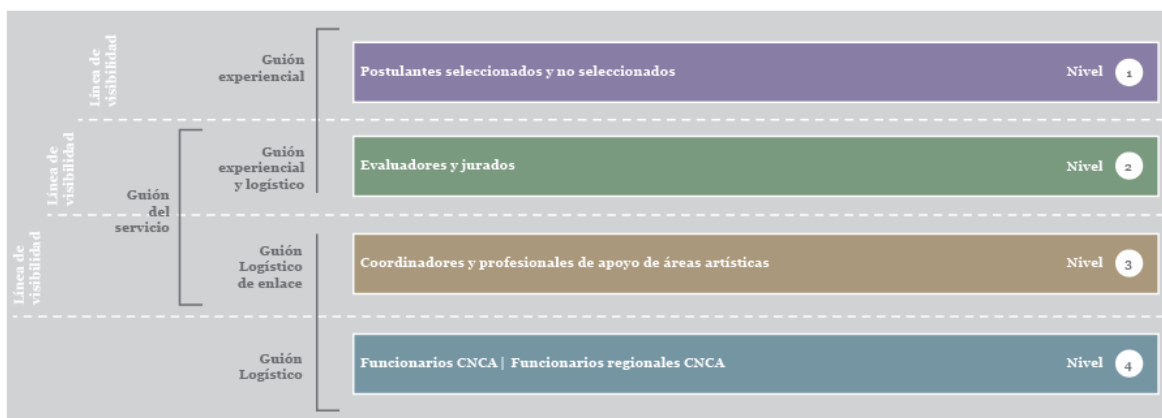 Línea de
visibilidad
Guión
experiencial
Postulantes seleccionados y no seleccionados
Nivel 1
Línea de
visibilidad
Guión
experiencial
y logístico
Evaluadores y jurados
Nivel 2
Guión
del
servicio
Línea de
visibilidad
Guión
Logístico
de enlace
Coordinadores y profesionales de apoyo de áreas artísticas
Nivel 3
Guión
Logístico
Funcionarios CNCA | Funcionarios regionales CNCA
Nivel 4